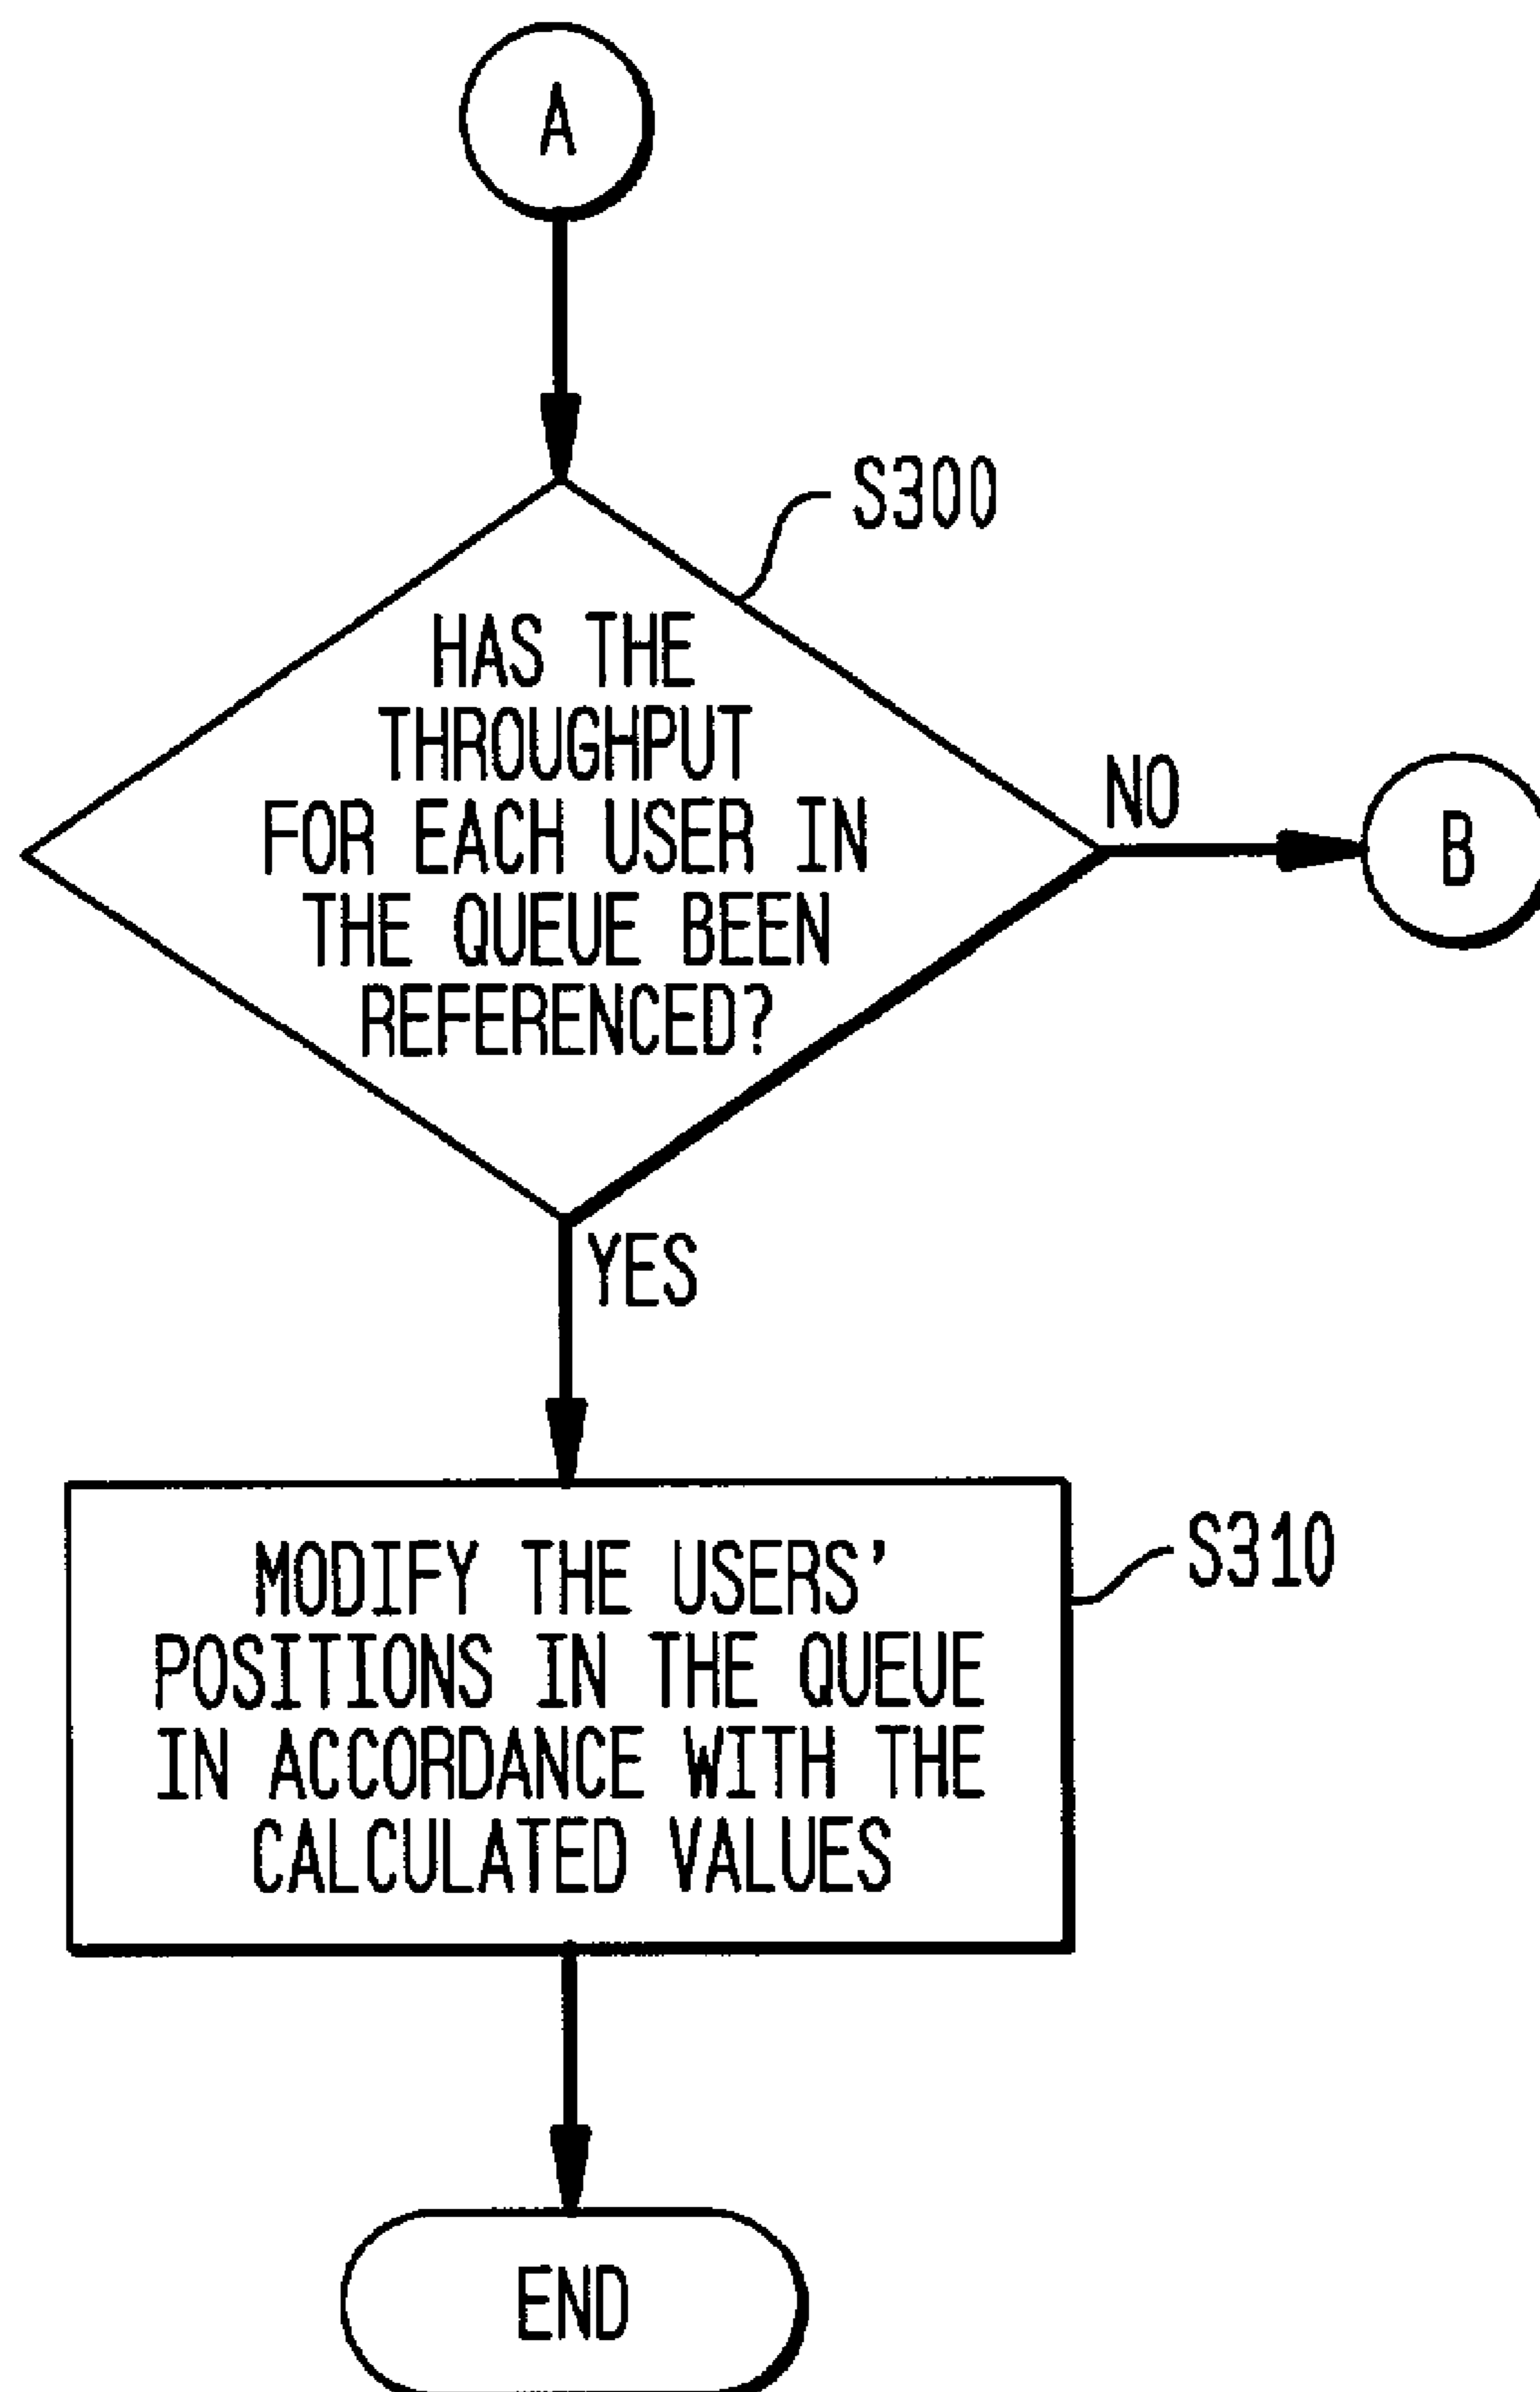 A
S300
HAS THE
THROUGHPUT
FOR EACH USER IN
THE QUEUE BEEN
REFERENCED?
NO
B
YES
MODIFY THE USERS'
POSITIONS IN THE QUEUE
IN ACCORDANCE WITH THE
CALCULATED VALUES
S310
END